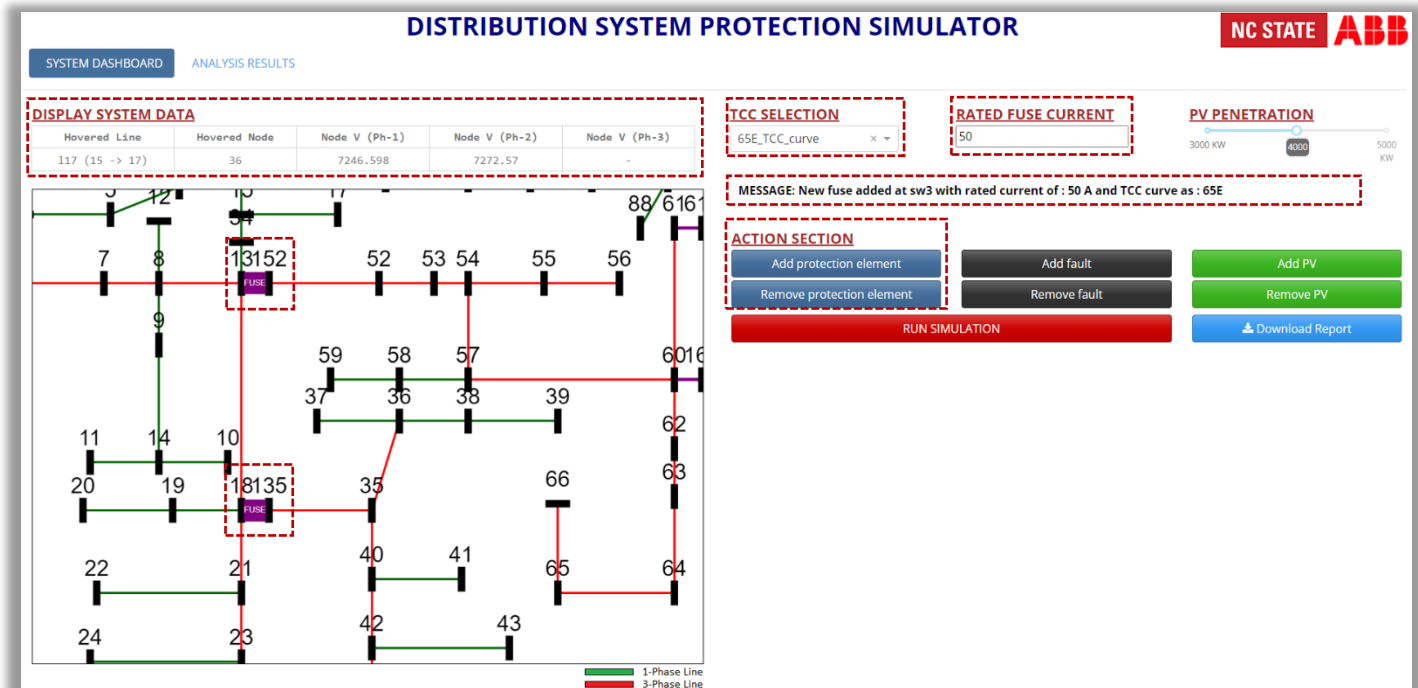 DISTRIBUTION SYSTEM PROTECTION SIMULATOR
NC STATE ABB
SYSTEM DASHBOARD ANALYSIS RESULTS
DISPLAY SYSTEM DATA
Hovered Line Hovered Node Node V (Ph-1) Node V (Ph-2) Node V (Ph-3)
117 (15 -> 17) 36 7246.598 7272.57 -
TCC SELECTION
65E_TCC_curve ×
RATED FUSE CURRENT
50
PV PENETRATION
3000 KW 4000 5000 KW
MESSAGE: New fuse added at sw3 with rated current of : 50 A and TCC curve as : 65E
ACTION SECTION
Add protection element Add fault Add PV
Remove protection element Remove fault Remove PV
RUN SIMULATION Download Report
12 17
34 88 61 61
7 8 13 152 52 53 54 55 56
FUSE
9
59 58 57 60 16
37 36 38 39
62
11 14 10
63
20 19 18 135 35 66
FUSE
22 21 40 41 65 64
24 23 42 43
1-Phase Line
3-Phase Line